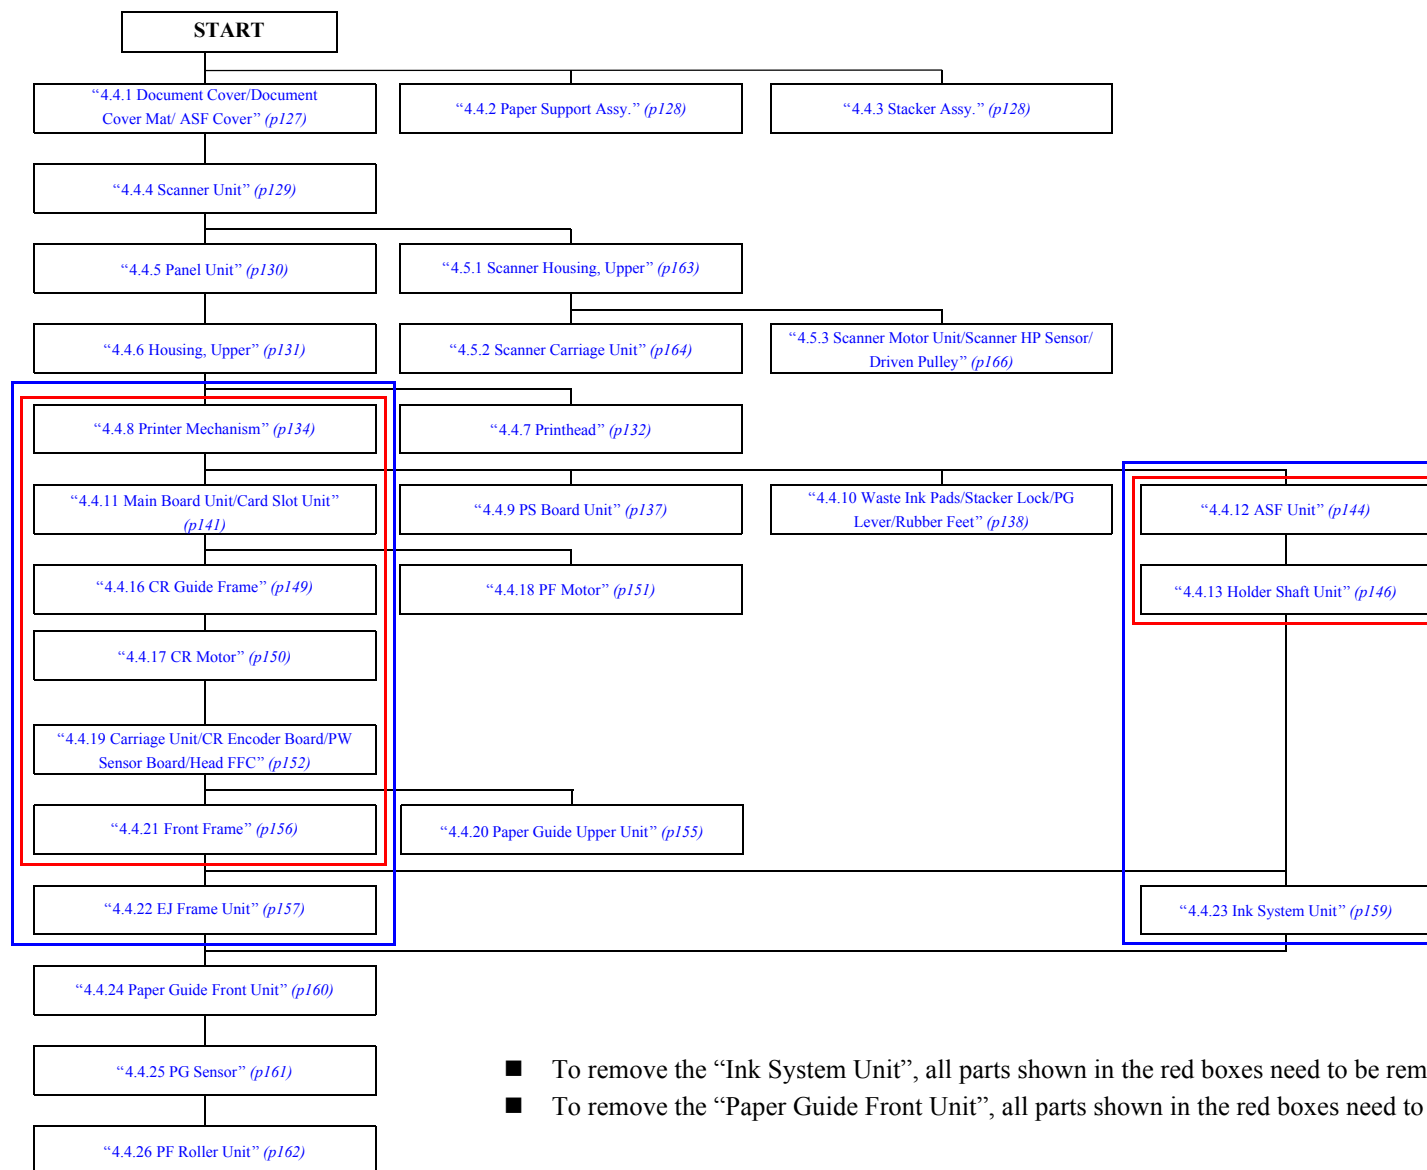 START
“4.4.1 Document Cover/Document
Cover Mat/ ASF Cover” (p127)
“4.4.2 Paper Support Assy.” (p128)
“4.4.3 Stacker Assy.” (p128)
“4.4.4 Scanner Unit” (p129)
“4.4.5 Panel Unit” (p130)
“4.5.1 Scanner Housing, Upper” (p163)
“4.4.6 Housing, Upper” (p131)
“4.5.2 Scanner Carriage Unit” (p164)
“4.5.3 Scanner Motor Unit/Scanner HP Sensor/
Driven Pulley” (p166)
“4.4.8 Printer Mechanism” (p134)
“4.4.7 Printhead” (p132)
“4.4.11 Main Board Unit/Card Slot Unit”
(p141)
“4.4.9 PS Board Unit” (p137)
“4.4.10 Waste Ink Pads/Stacker Lock/PG
Lever/Rubber Feet” (p138)
“4.4.12 ASF Unit” (p144)
“4.4.16 CR Guide Frame” (p149)
“4.4.18 PF Motor” (p151)
“4.4.13 Holder Shaft Unit” (p146)
“4.4.17 CR Motor” (p150)
“4.4.19 Carriage Unit/CR Encoder Board/PW
Sensor Board/Head FFC” (p152)
“4.4.21 Front Frame” (p156)
“4.4.20 Paper Guide Upper Unit” (p155)
“4.4.22 EJ Frame Unit” (p157)
“4.4.23 Ink System Unit” (p159)
“4.4.24 Paper Guide Front Unit” (p160)
“4.4.25 PG Sensor” (p161)
“4.4.26 PF Roller Unit” (p162)
■ To remove the “Ink System Unit”, all parts shown in the red boxes need to be rem
■ To remove the “Paper Guide Front Unit”, all parts shown in the red boxes need to